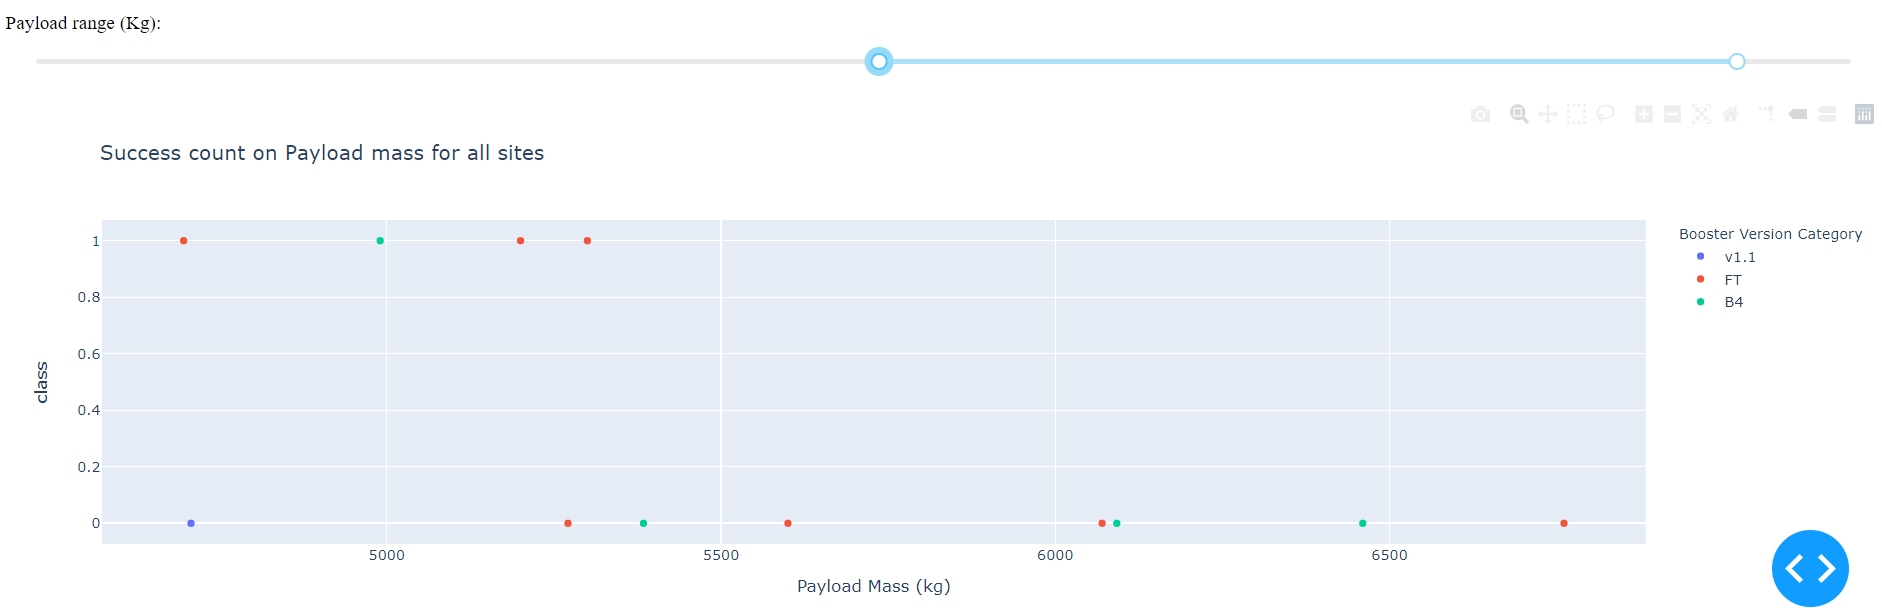 Payload range (Kg):
Success count on Payload mass for all sites
Booster Version Category
v1.1
FT
B4
1
0.8
0.6
0.4
0.2
0
class
5000 5500 6000 6500
Payload Mass (kg)